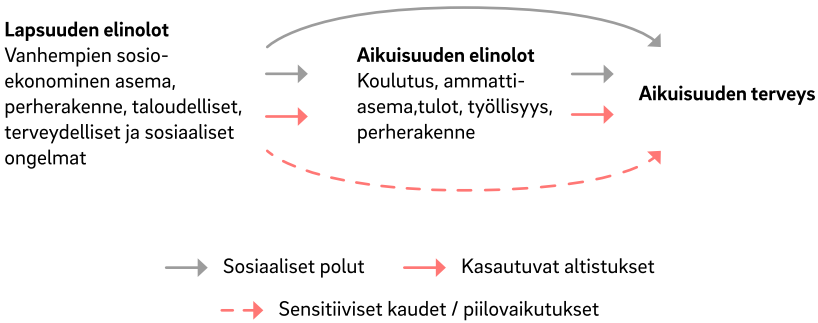 Lapsuuden elinolot
Vanhempien sosio-
ekonominen asema,
perherakenne, taloudelliset,
terveydelliset ja sosiaaliset
ongelmat
Aikuisuuden elinolot
Koulutus, ammatti-
asema,tulot, työllisyys,
perherakenne
Aikuisuuden terveys
Sosiaaliset polut
Kasautuvat altistukset
Sensitiiviset kaudet / piilovaikutukset